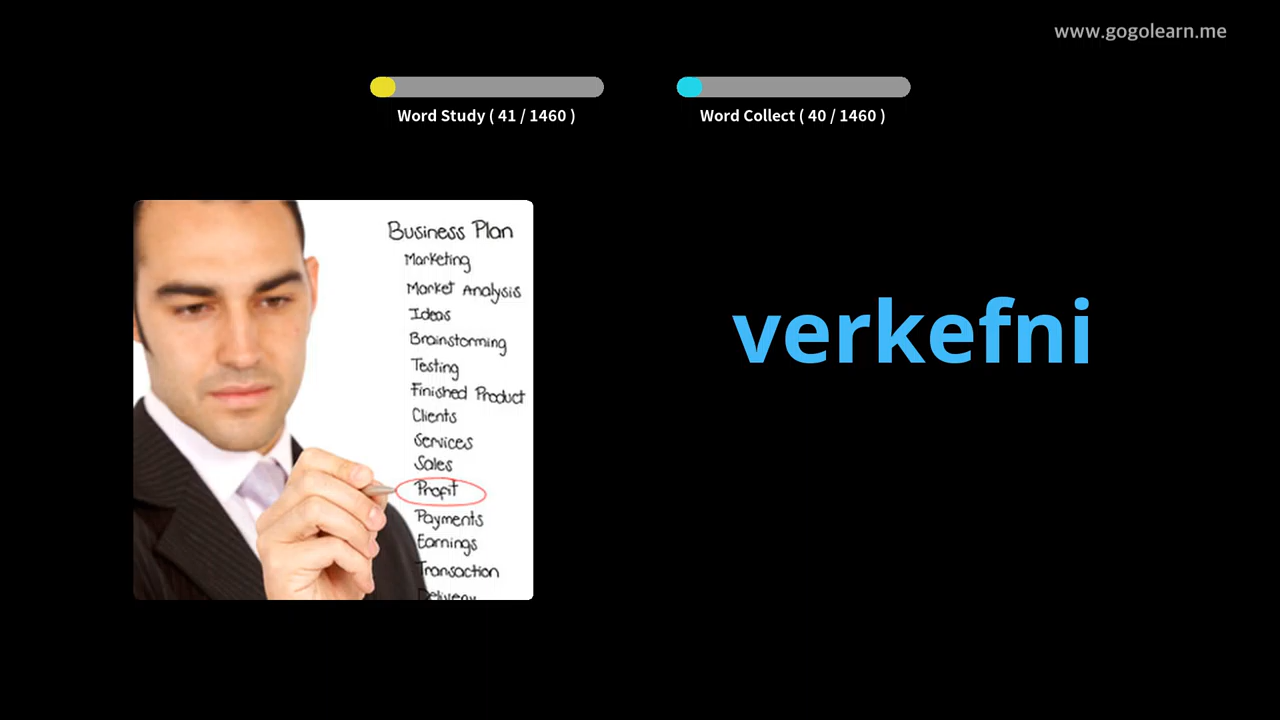 www.gogolearn.me
Word Study ( 41 / 1460 )
Word Collect ( 40 / 1460 )
Business Plan
Marketing
Market Analysis
Ideas
Brainstorming
Testing
Finished Product
Clients
Services
Sales
Profit
Payments
Earnings
Transaction
Delivery
verkefni